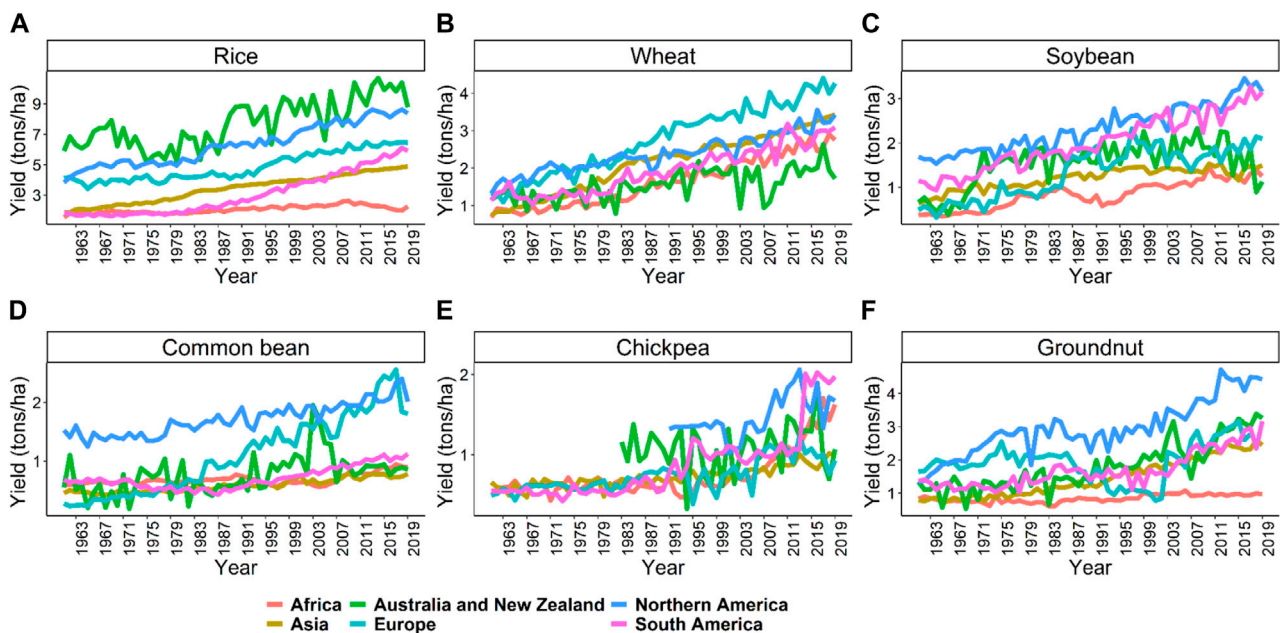 A
Rice
Yield (tons/ha)
9
7
5
3
1963 1967 1971 1975 1979 1983 1987 1991 1995 1999 2003 2007 2011 2015 2019
Year
B
Wheat
Yield (tons/ha)
4
3
2
1
1963 1967 1971 1975 1979 1983 1987 1991 1995 1999 2003 2007 2011 2015 2019
Year
C
Soybean
Yield (tons/ha)
3
2
1
1963 1967 1971 1975 1979 1983 1987 1991 1995 1999 2003 2007 2011 2015 2019
Year
D
Common bean
Yield (tons/ha)
2
1
1963 1967 1971 1975 1979 1983 1987 1991 1995 1999 2003 2007 2011 2015 2019
Year
E
Chickpea
Yield (tons/ha)
2
1
1963 1967 1971 1975 1979 1983 1987 1991 1995 1999 2003 2007 2011 2015 2019
Year
F
Groundnut
Yield (tons/ha)
4
3
2
1
1963 1967 1971 1975 1979 1983 1987 1991 1995 1999 2003 2007 2011 2015 2019
Year
Africa Australia and New Zealand Northern America
Asia Europe South America